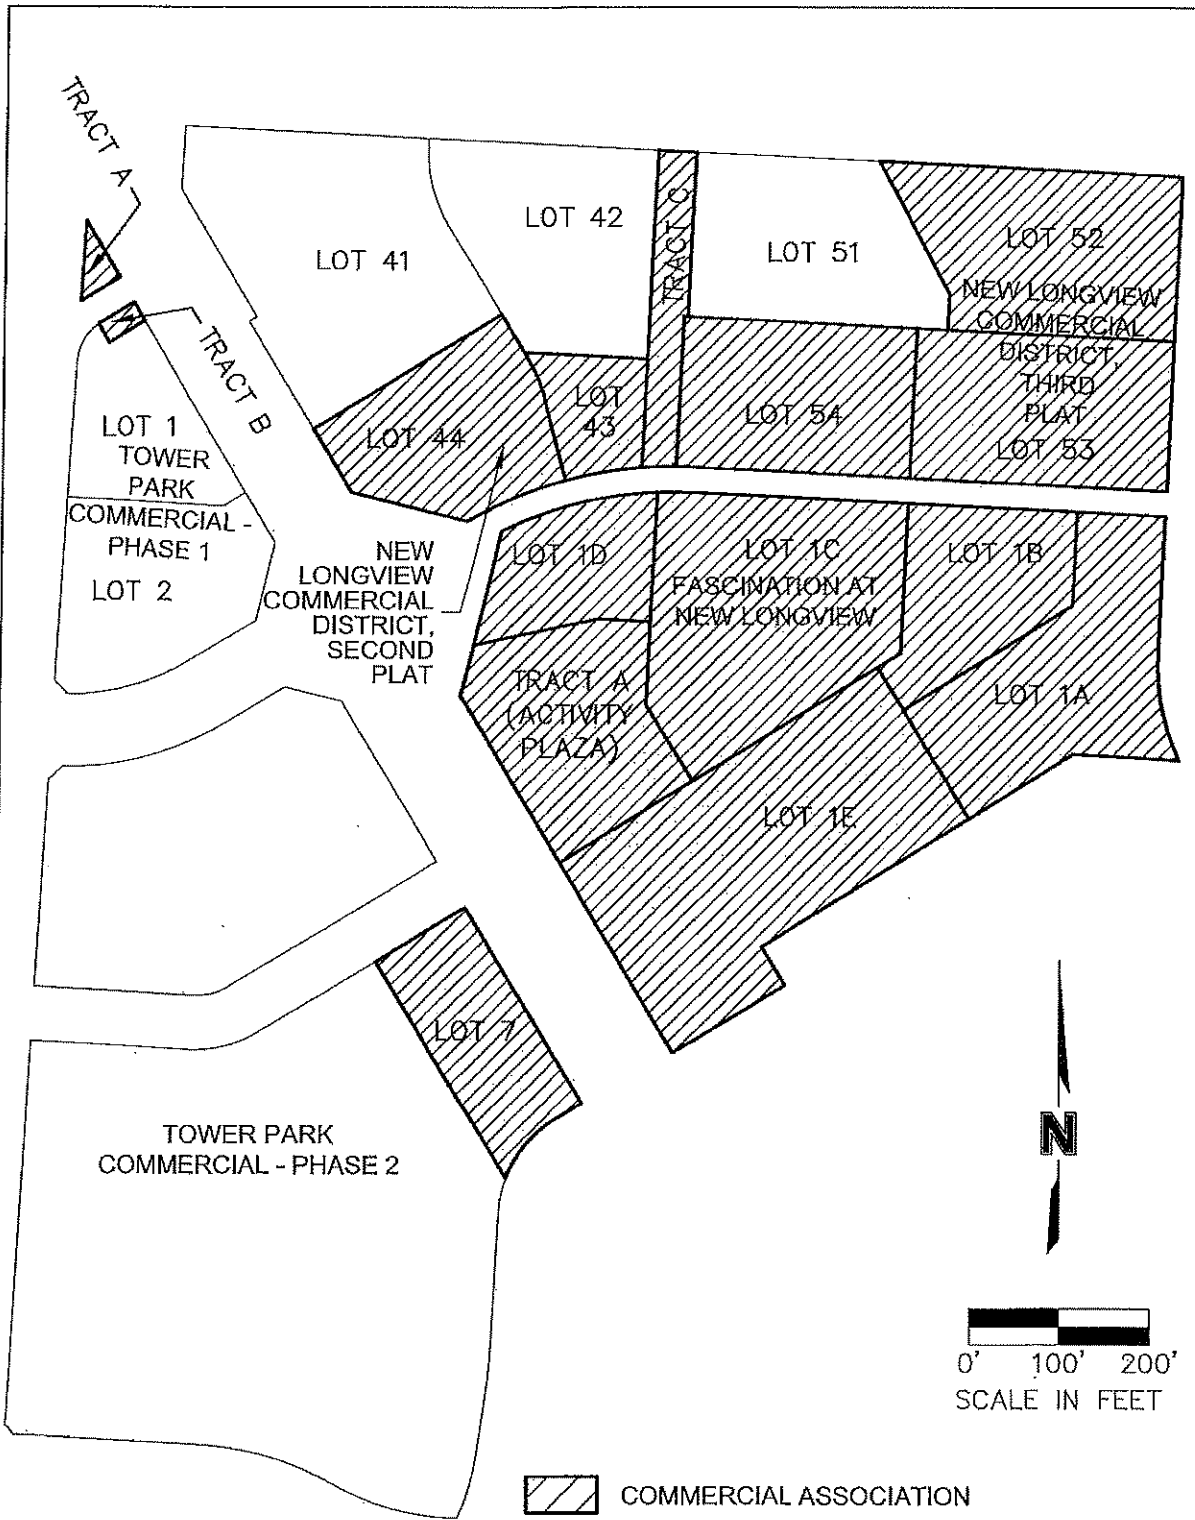 TRACT A
LOT 41
LOT 42
TRACT C
LOT 51
LOT 52
NEW LONGVIEW
COMMERCIAL
DISTRICT,
THIRD
PLAT
LOT 53
TRACT B
LOT 1
TOWER
PARK
COMMERCIAL -
PHASE 1
LOT 2
LOT 44
LOT
43
LOT 54
NEW
LONGVIEW
COMMERCIAL
DISTRICT,
SECOND
PLAT
LOT 1D
LOT 1C
FASCINATION AT
NEW LONGVIEW
LOT 1B
LOT 1A
TRACT A
(ACTIVITY
PLAZA)
LOT 1E
LOT 7
TOWER PARK
COMMERCIAL - PHASE 2
N
0' 100' 200'
SCALE IN FEET
COMMERCIAL ASSOCIATION